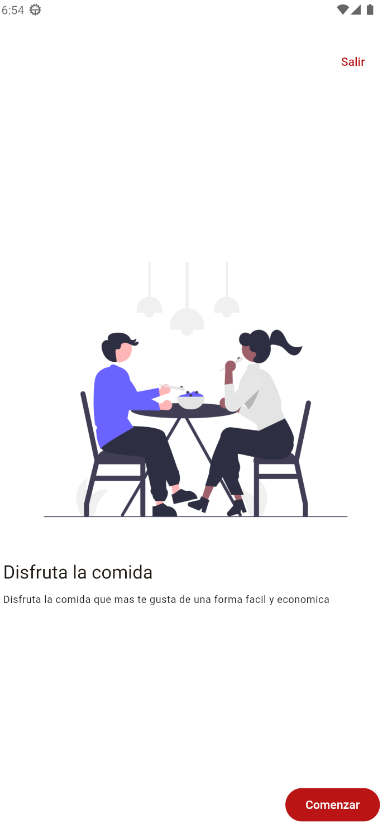 6:54
Salir
Disfruta la comida
Disfruta la comida que mas te gusta de una forma facil y economica
Comenzar